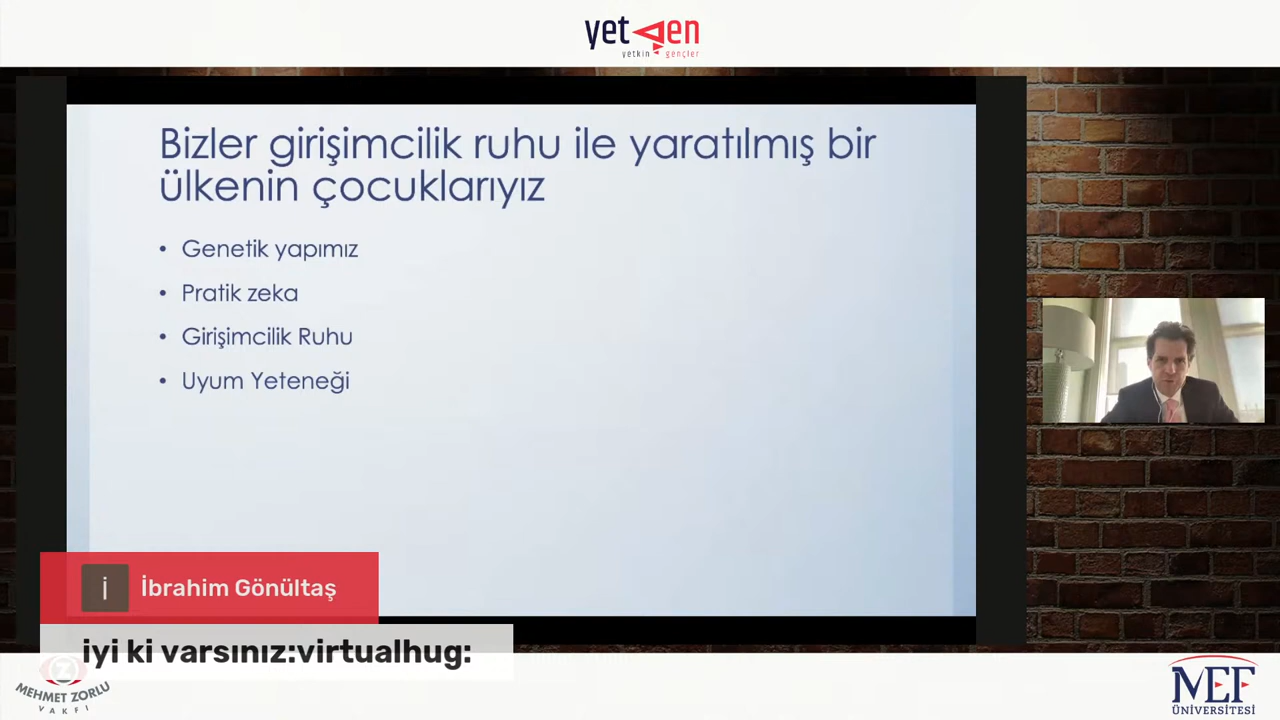 yetGen
yetkin gençler
Bizler girişimcilik ruhu ile yaratılmış bir
ülkenin çocuklarıyız
• Genetik yapımız
• Pratik zeka
• Girişimcilik Ruhu
• Uyum Yeteneği
İ İbrahim Gönültaş
iyi ki varsınız:virtualhug:
MEHMET ZORLU
VAKFI
MEF
ÜNİVERSİTESİ